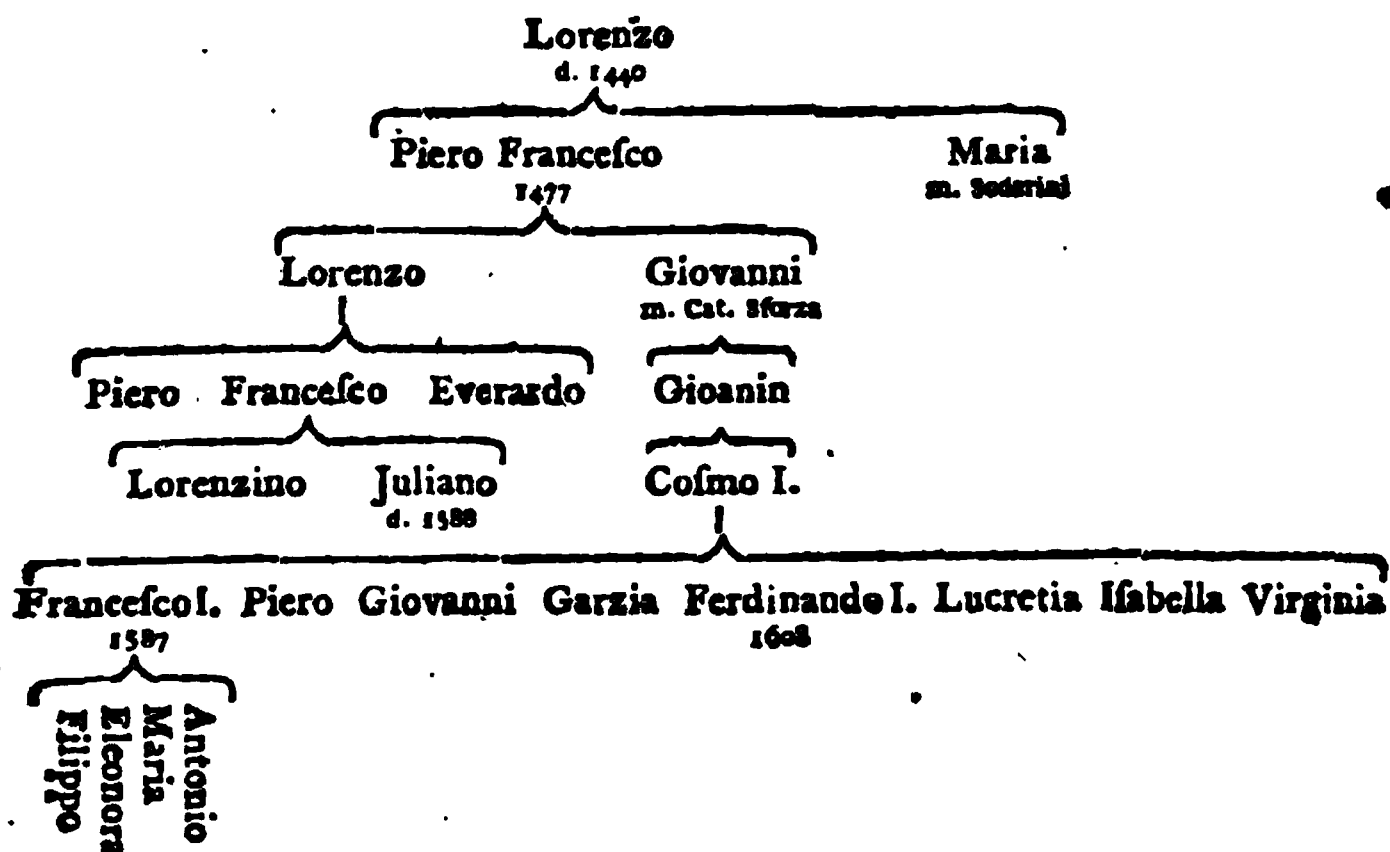 Lorenzo
d. 1440
Piero Franceſco Maria
1477 m. Soderini
Lorenzo Giovanni
m. Cat. Sforza
Piero Franceſco Everardo Gioanin
Lorenzino Juliano Coſmo I.
d. 1588
Franceſco I. Piero Giovanni Garzia Ferdinando I. Lucretia Iſabella Virginia
1587 1608
Antonio
Maria
Eleonora
Filippo